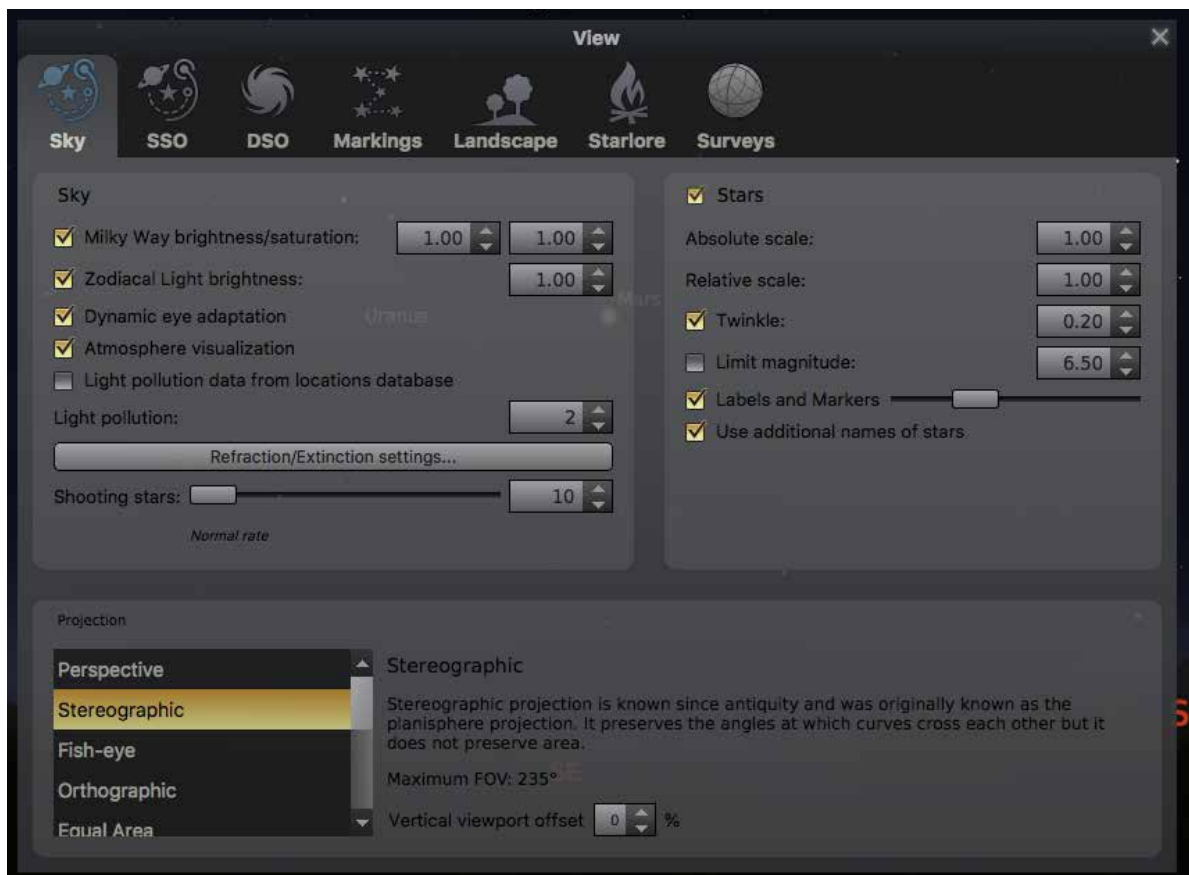 View
Sky
SSO
DSO
Markings
Landscape
Starlore
Surveys
Sky
Milky Way brightness/saturation: 1.00 1.00
Zodiacal Light brightness: 1.00
Dynamic eye adaptation
Uranus
Mars
Atmosphere visualization
Light pollution data from locations database
Light pollution: 2
Refraction/Extinction settings...
Shooting stars: 10
Normal rate
Stars
Absolute scale: 1.00
Relative scale: 1.00
Twinkle: 0.20
Limit magnitude: 6.50
Labels and Markers
Use additional names of stars
Projection
Perspective
Stereographic
Fish-eye
Orthographic
Equal Area
Stereographic
Stereographic projection is known since antiquity and was originally known as the
planisphere projection. It preserves the angles at which curves cross each other but it
does not preserve area.
Maximum FOV: 235°
SE
Vertical viewport offset 0 %
S